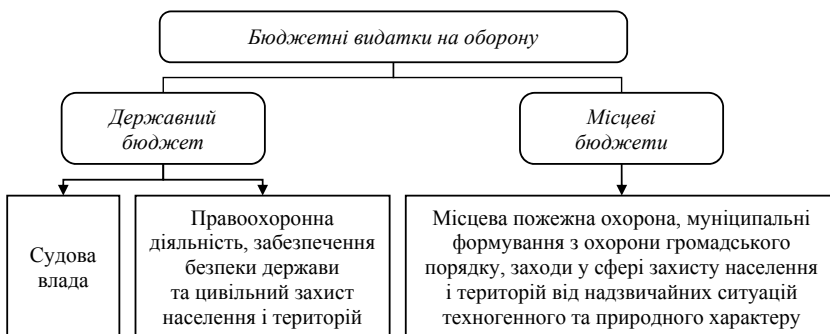 Бюджетні видатки на оборону
Державний
бюджет
Місцеві
бюджети
Судова
влада
Правоохоронна
діяльність, забезпечення
безпеки держави
та цивільний захист
населення і територій
Місцева пожежна охорона, муніципальні
формування з охорони громадського
порядку, заходи у сфері захисту населення
і територій від надзвичайних ситуацій
техногенного та природного характеру